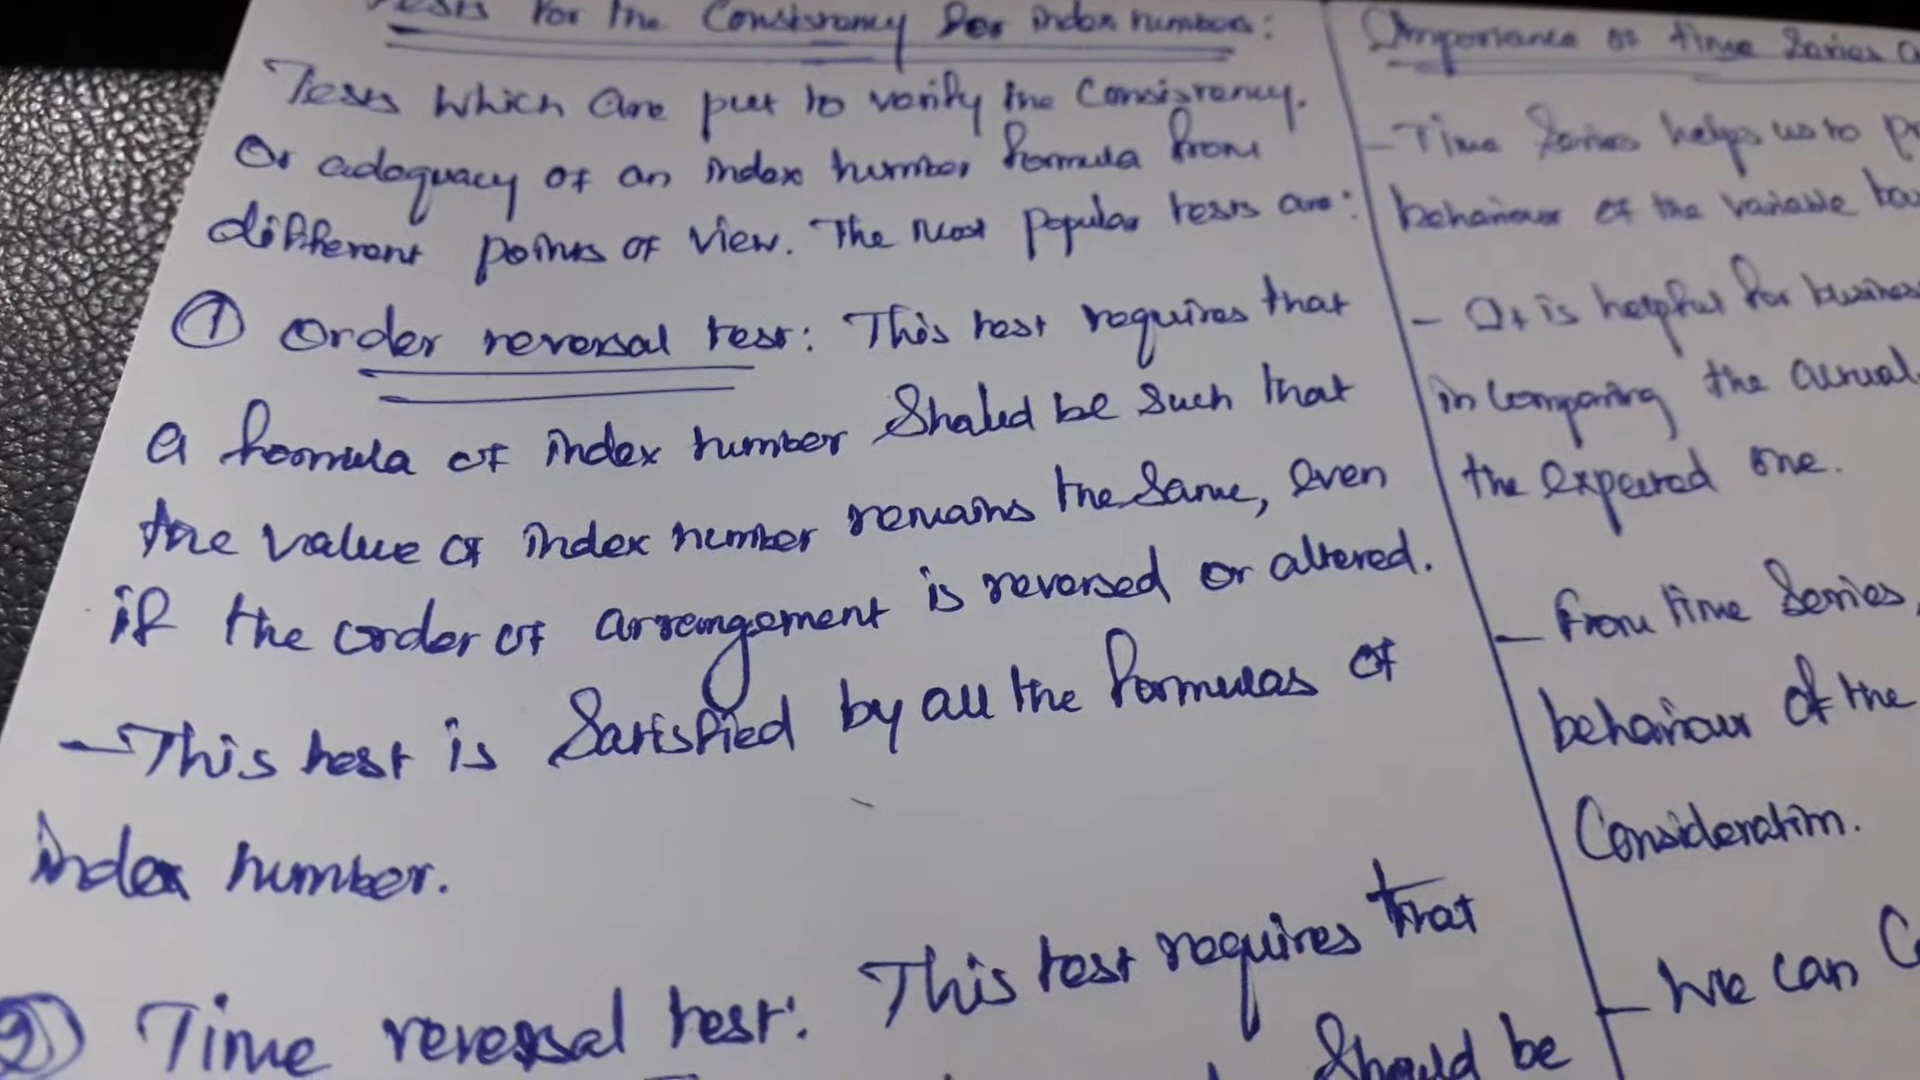 Tests for the Consistency for index numbers:
Tests which are put to verify the Consistency.
Or adequacy of an index number formula from
different points of view. The most popular tests are:
① Order reversal test: This test requires that
a formula of index number Should be Such that
the value of index number remains the Same, even
if the order of arrangement is reversed or altered.
- This test is Satisfied by all the formulas of
index number.
2) Time reversal test: This test requires that
Should be
Importance of time Series
- Time Series helps us to
behaviour of the variable
- It is helpful for
in Comparing the actual
the expected one.
- From time Series,
behaviour of the
Consideration.
- We can